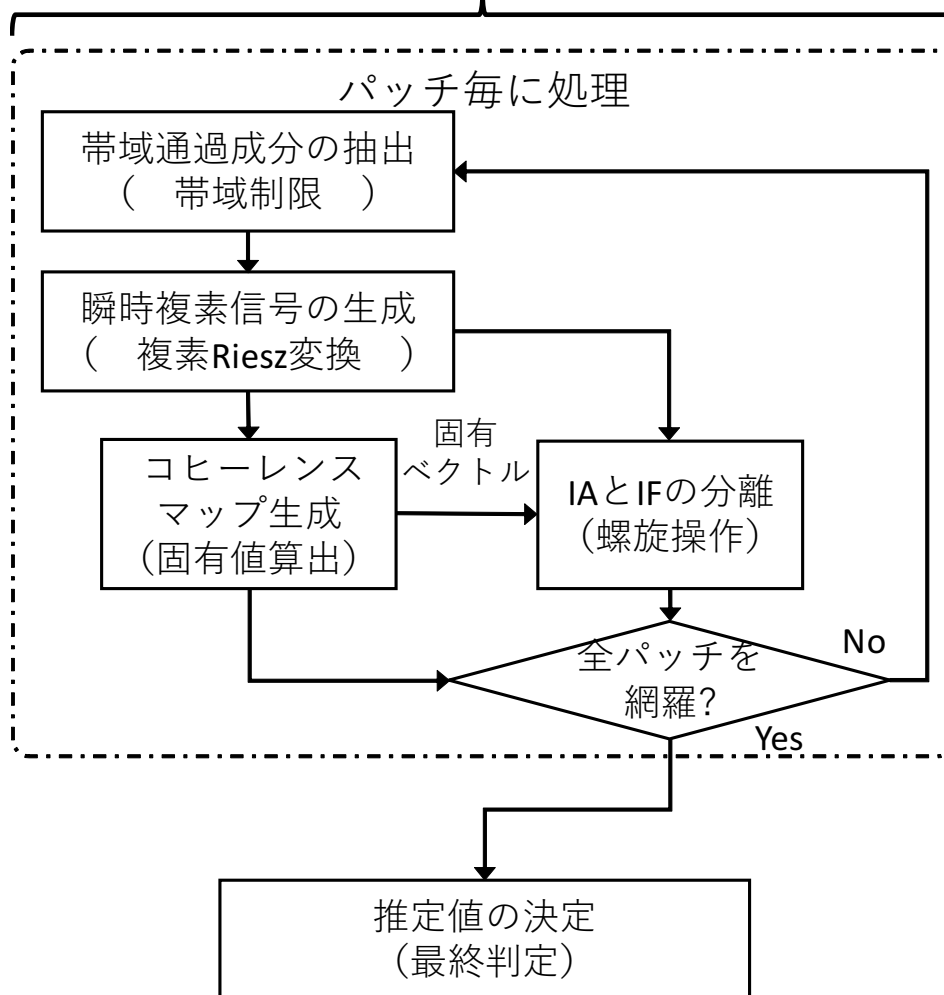 パッチ毎に処理
帯域通過成分の抽出
（　帯域制限　）
瞬時複素信号の生成
（　複素Riesz変換　）
コヒーレンス
マップ生成
（固有値算出）
固有
ベクトル
IAとIFの分離
（螺旋操作）
全パッチを
網羅?
No
Yes
推定値の決定
（最終判定）